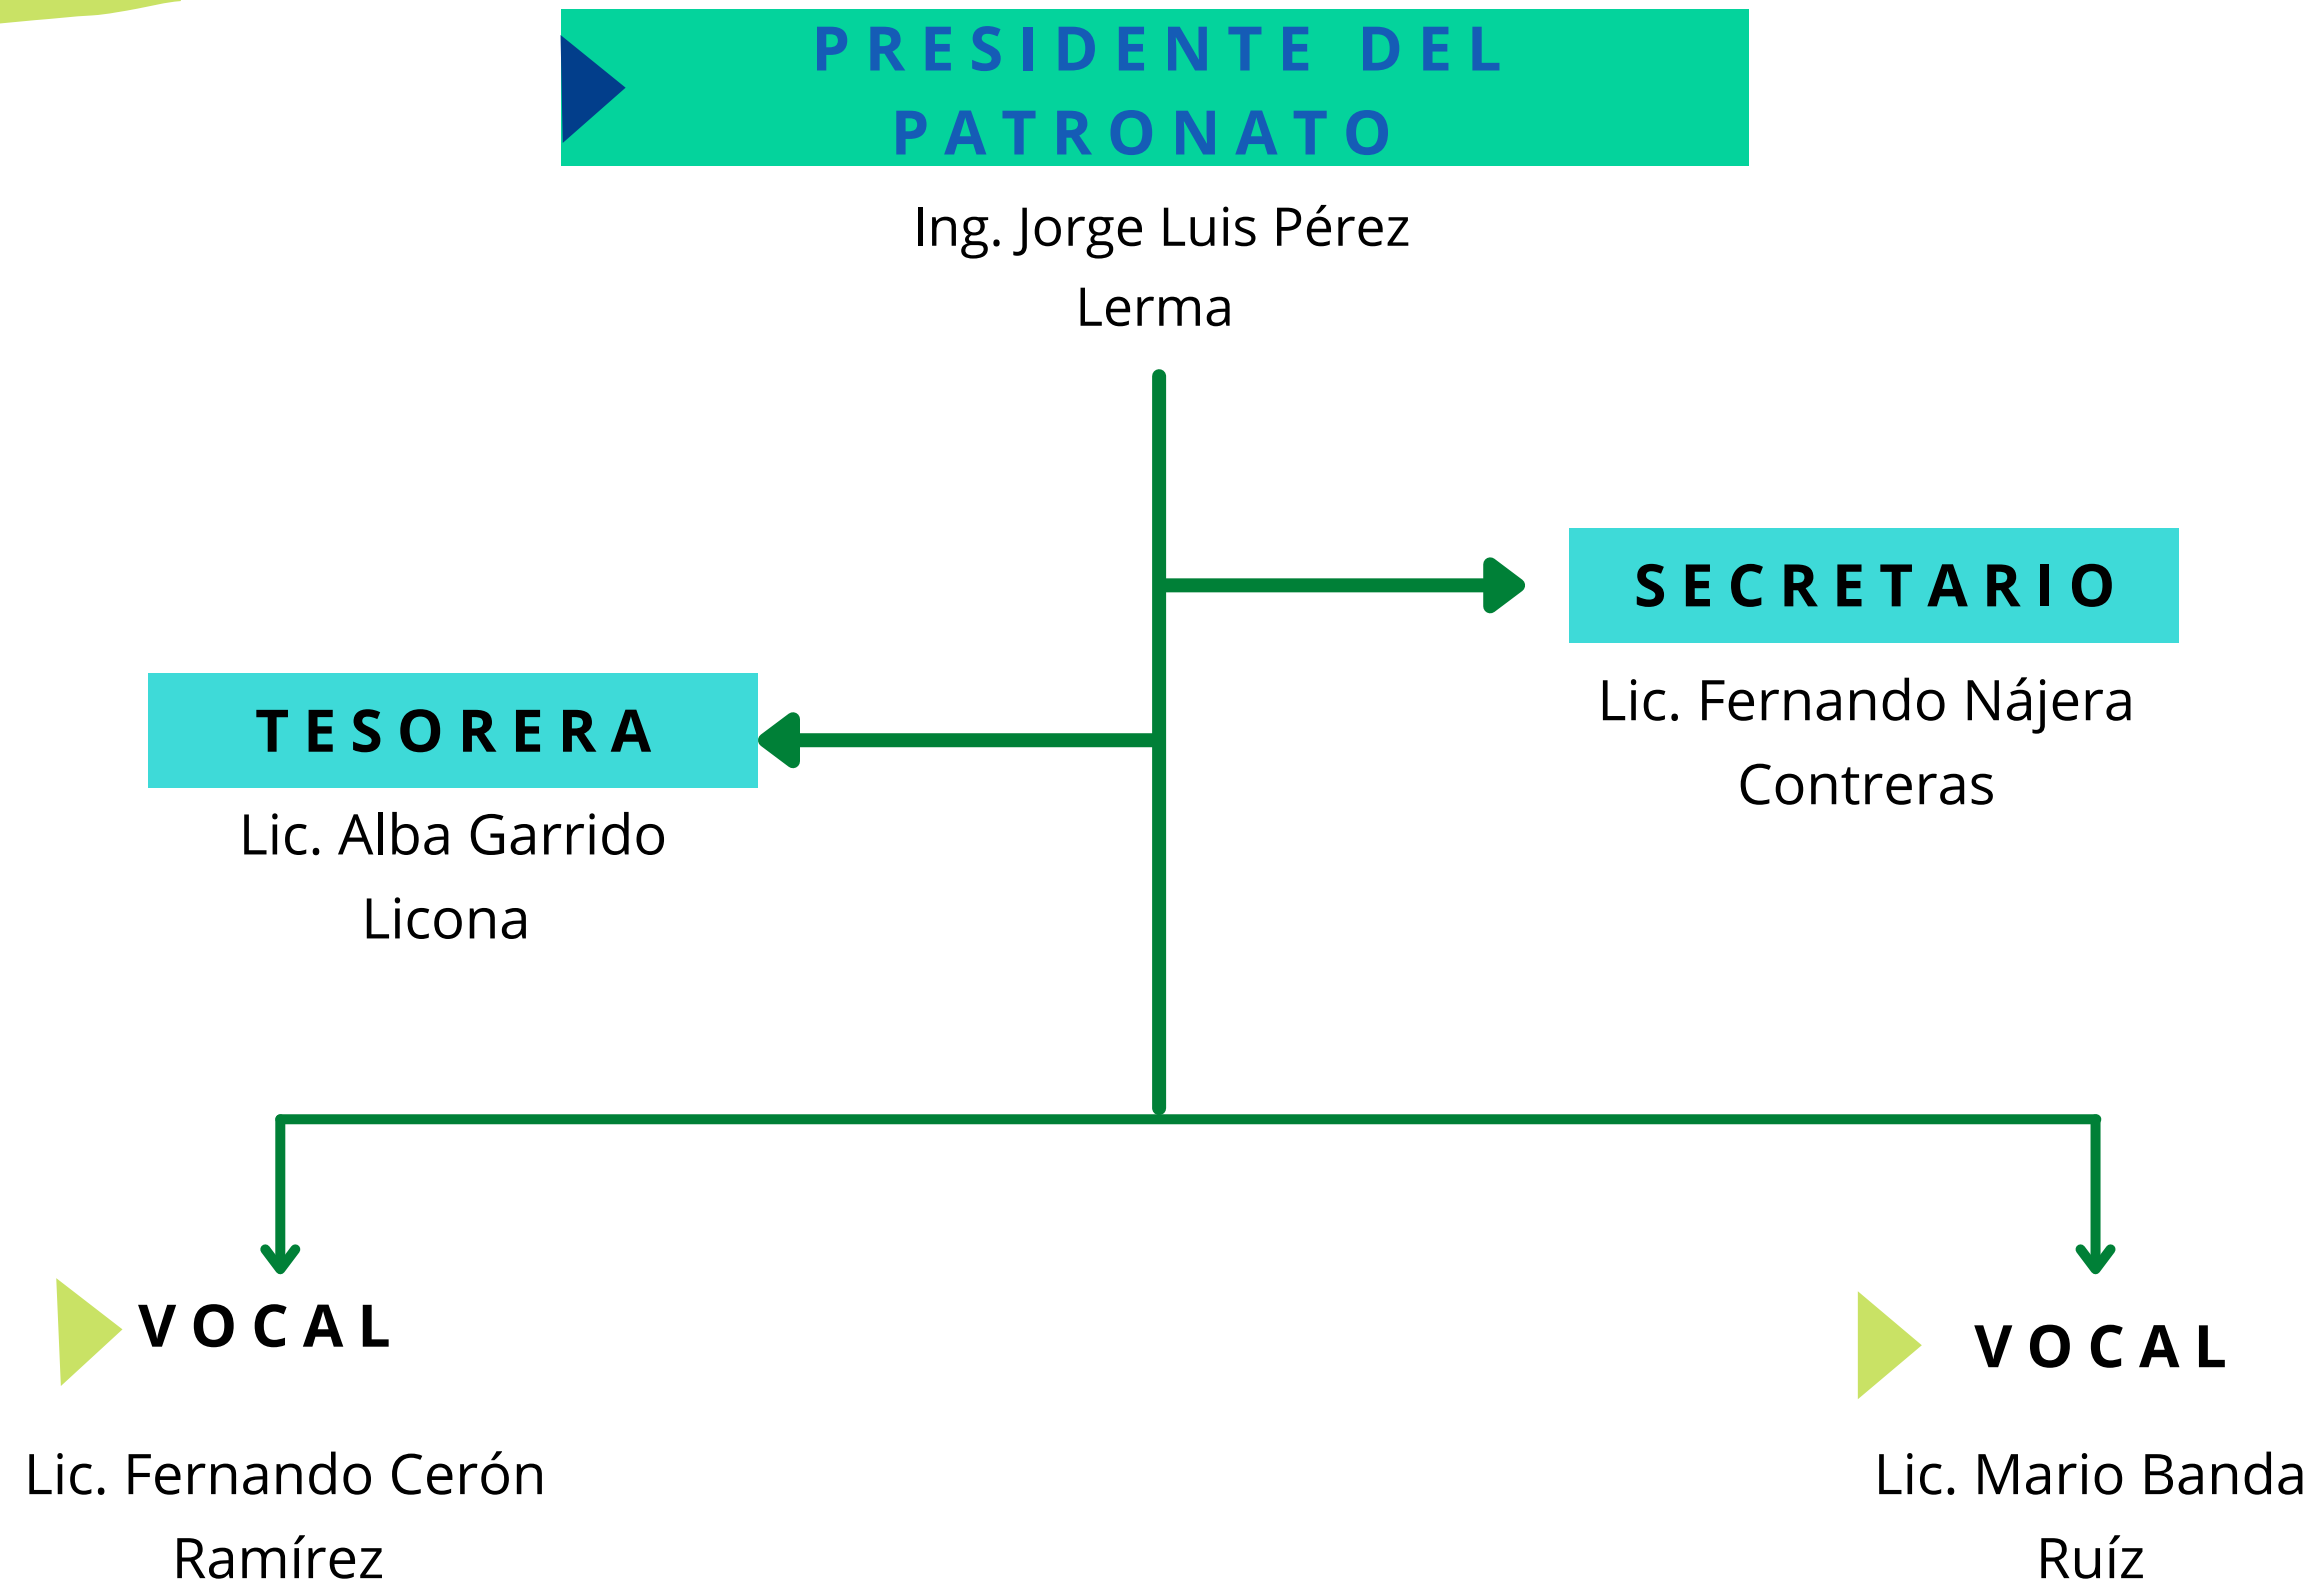 PRESIDENTE DEL
PATRONATO
Ing. Jorge Luis Pérez
Lerma
SECRETARIO
Lic. Fernando Nájera
Contreras
TESORERA
Lic. Alba Garrido
Licona
VOCAL
Lic. Fernando Cerón
Ramírez
VOCAL
Lic. Mario Banda
Ruíz